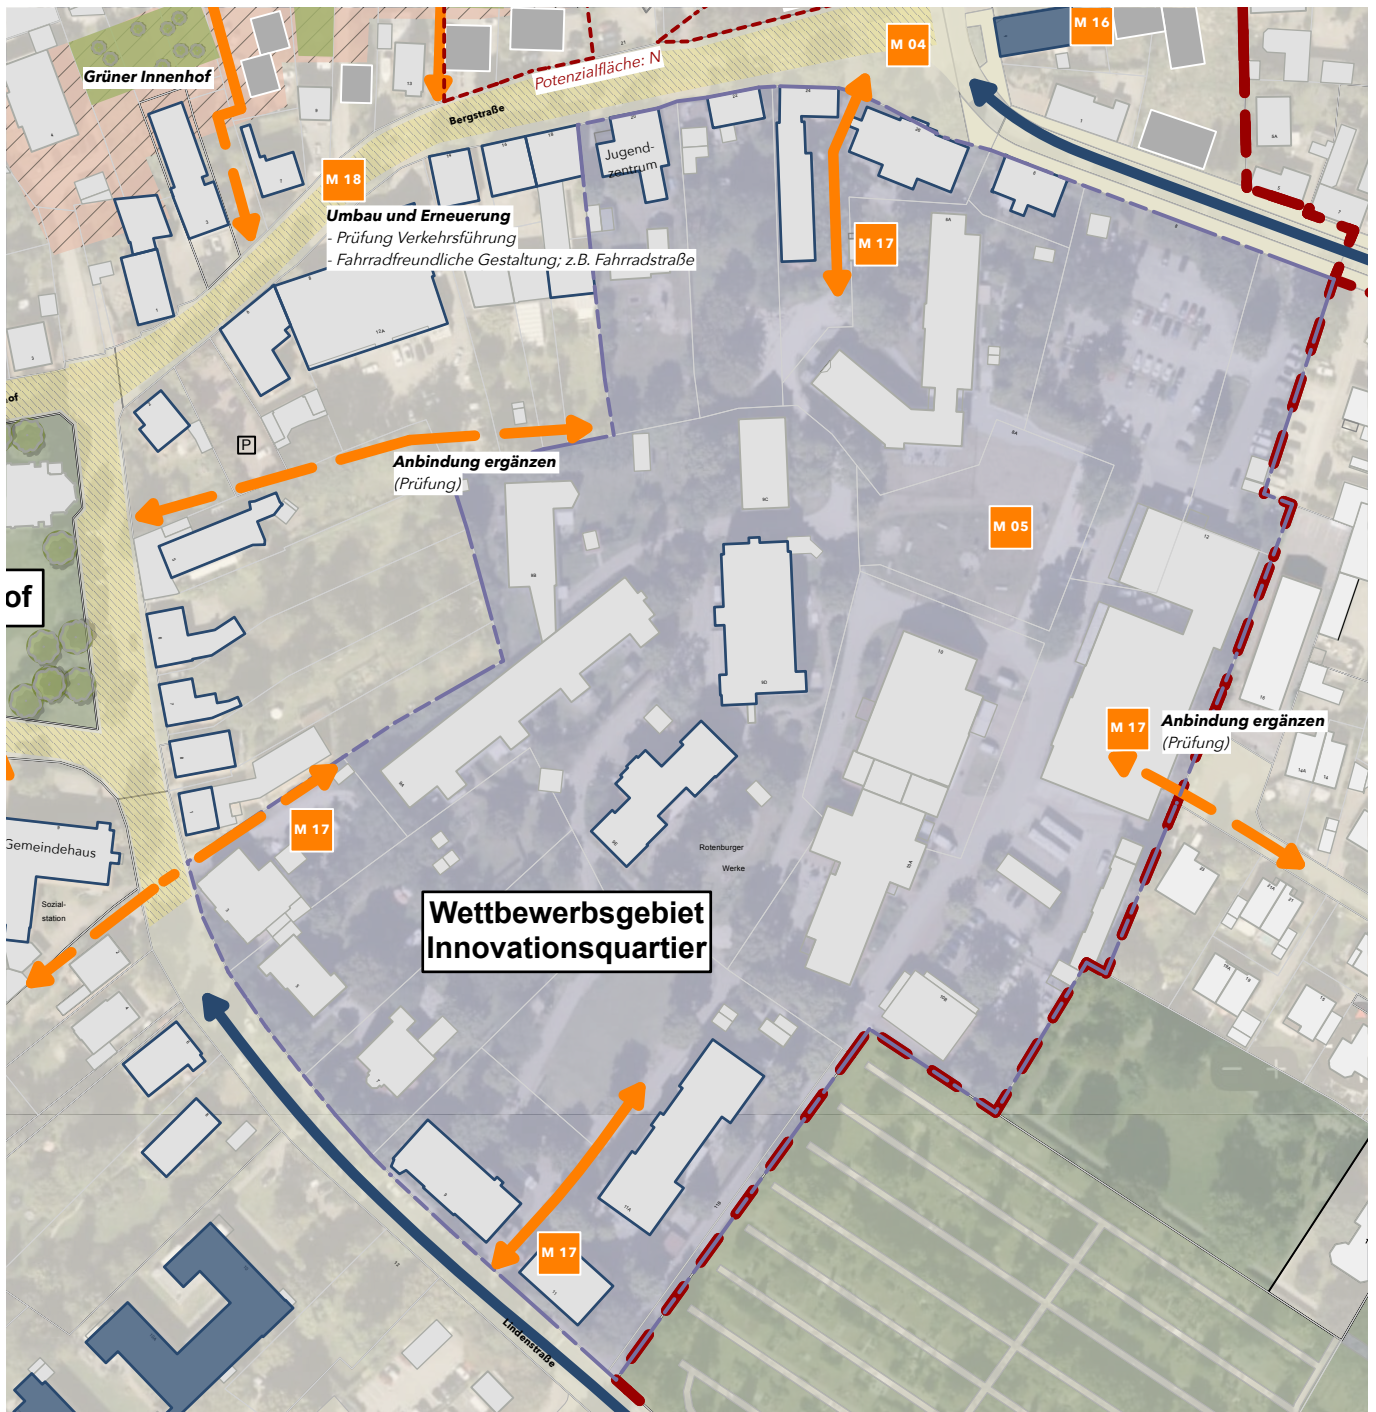 M 16
M 04
Grüner Innenhof
Potenzialfläche: N
Bergstraße
Jugend-
zentrum
M 18
Umbau und Erneuerung
- Prüfung Verkehrsführung
- Fahrradfreundliche Gestaltung; z.B. Fahrradstraße
M 17
of
P
Anbindung ergänzen
(Prüfung)
M 05
of
M 17
Anbindung ergänzen
(Prüfung)
M 17
Gemeindehaus
Sozial-
station
Rotenburger
Werke
Wettbewerbsgebiet
Innovationsquartier
M 17
Lindenstraße